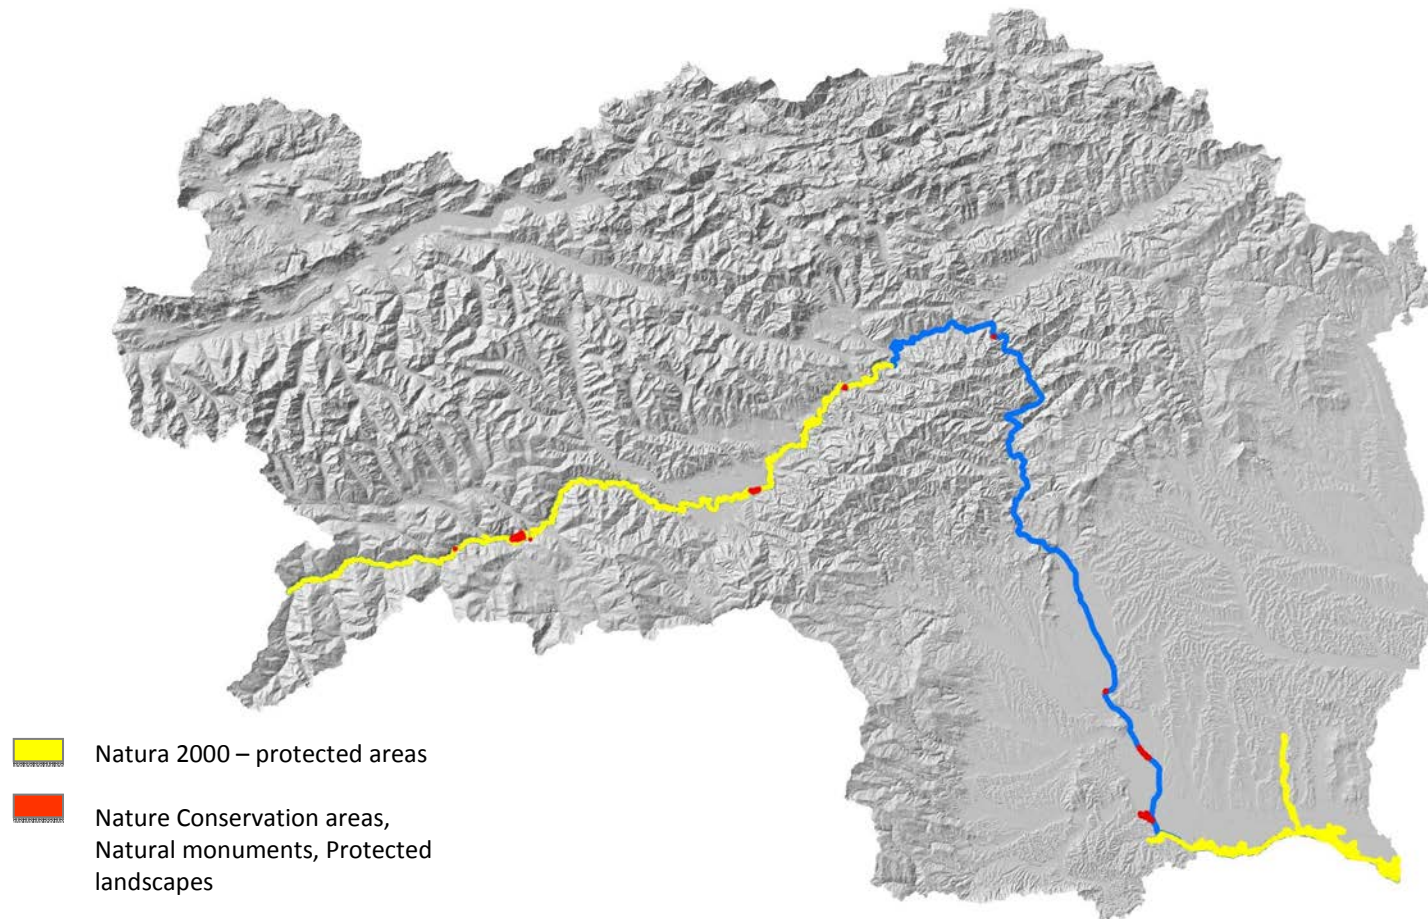 Natura 2000 – protected areas
Nature Conservation areas,
Natural monuments, Protected
landscapes